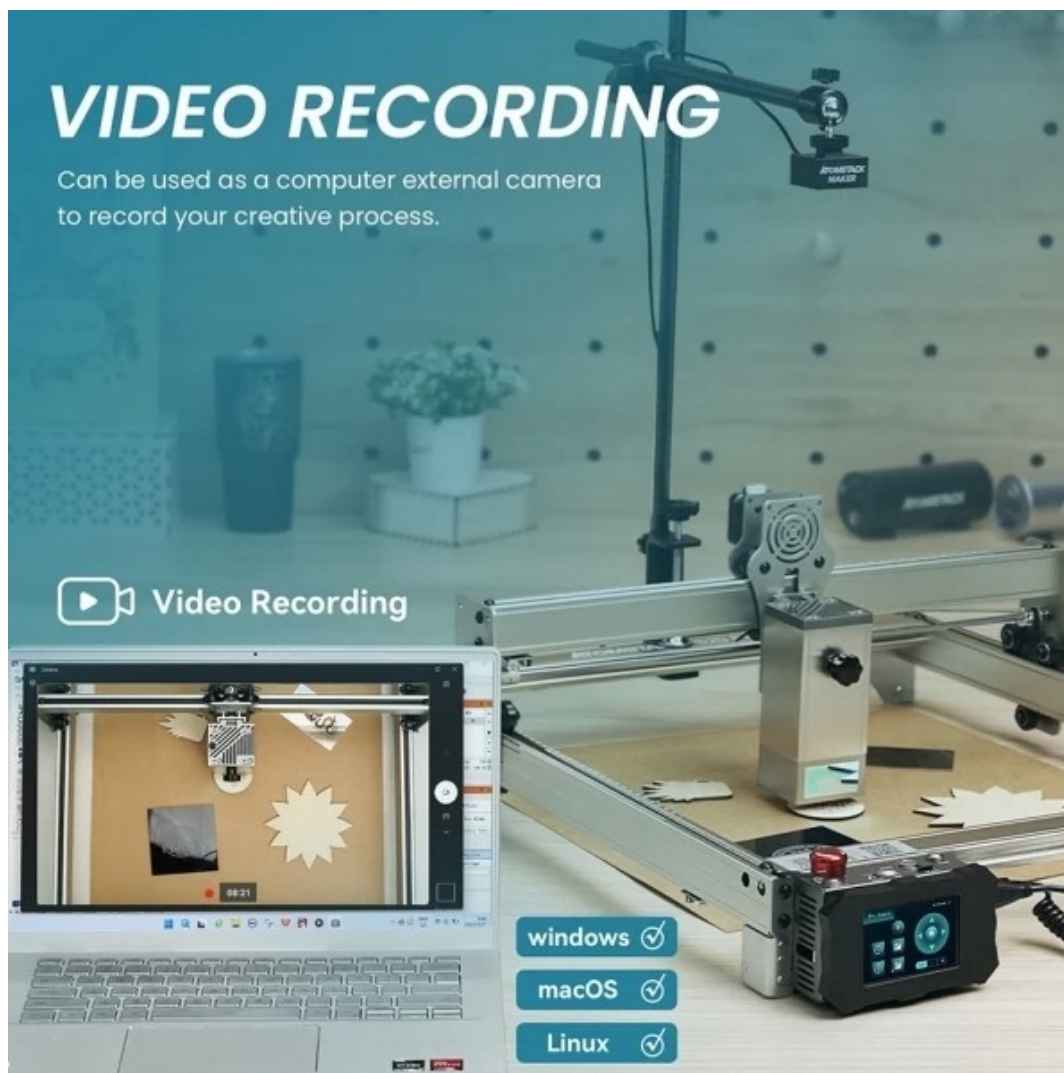 VIDEO RECORDING
Can be used as a computer external camera
to record your creative process.
ATOMSTACK
MAKER
ATOMSTACK
Video Recording
08:21
windows
macOS
Linux